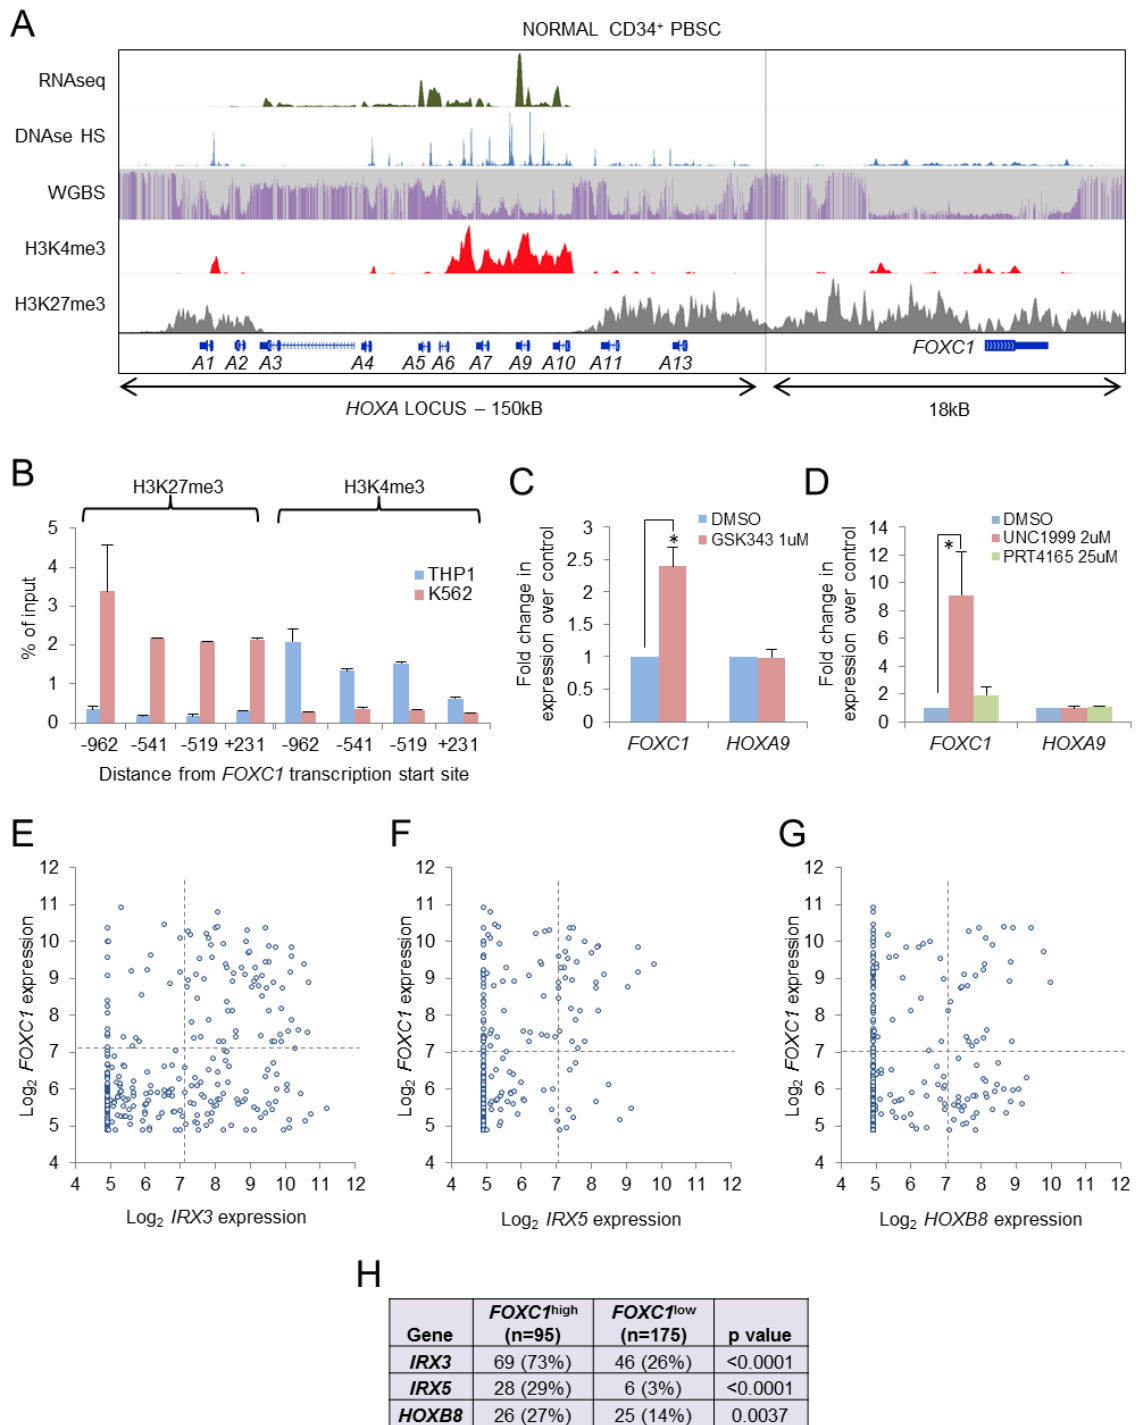 A
NORMAL CD34+ PBSC
RNAseq
DNAse HS
WGBS
H3K4me3
H3K27me3
A1 A2 A3 A4 A5 A6 A7 A9 A10 A11 A13 FOXC1
HOXA LOCUS – 150kB 18kB
B
H3K27me3 H3K4me3
5
4
3
2
1
0
% of input
THP1
K562
-962 -541 -519 +231 -962 -541 -519 +231
Distance from FOXC1 transcription start site
C
Fold change in
expression over control
3
2.5
2
1.5
1
0.5
0
DMSO
GSK343 1uM
*
FOXC1 HOXA9
D
Fold change in
expression over control
14
12
10
8
6
4
2
0
DMSO
UNC1999 2uM
PRT4165 25uM
*
FOXC1 HOXA9
E
Log2 FOXC1 expression
12
11
10
9
8
7
6
5
4
4 5 6 7 8 9 10 11 12
Log2 IRX3 expression
F
Log2 FOXC1 expression
12
11
10
9
8
7
6
5
4
4 5 6 7 8 9 10 11 12
Log2 IRX5 expression
G
Log2 FOXC1 expression
12
11
10
9
8
7
6
5
4
4 5 6 7 8 9 10 11 12
Log2 HOXB8 expression
H
Gene FOXC1high (n=95) FOXC1low (n=175) p value
IRX3 69 (73%) 46 (26%) <0.0001
IRX5 28 (29%) 6 (3%) <0.0001
HOXB8 26 (27%) 25 (14%) 0.0037